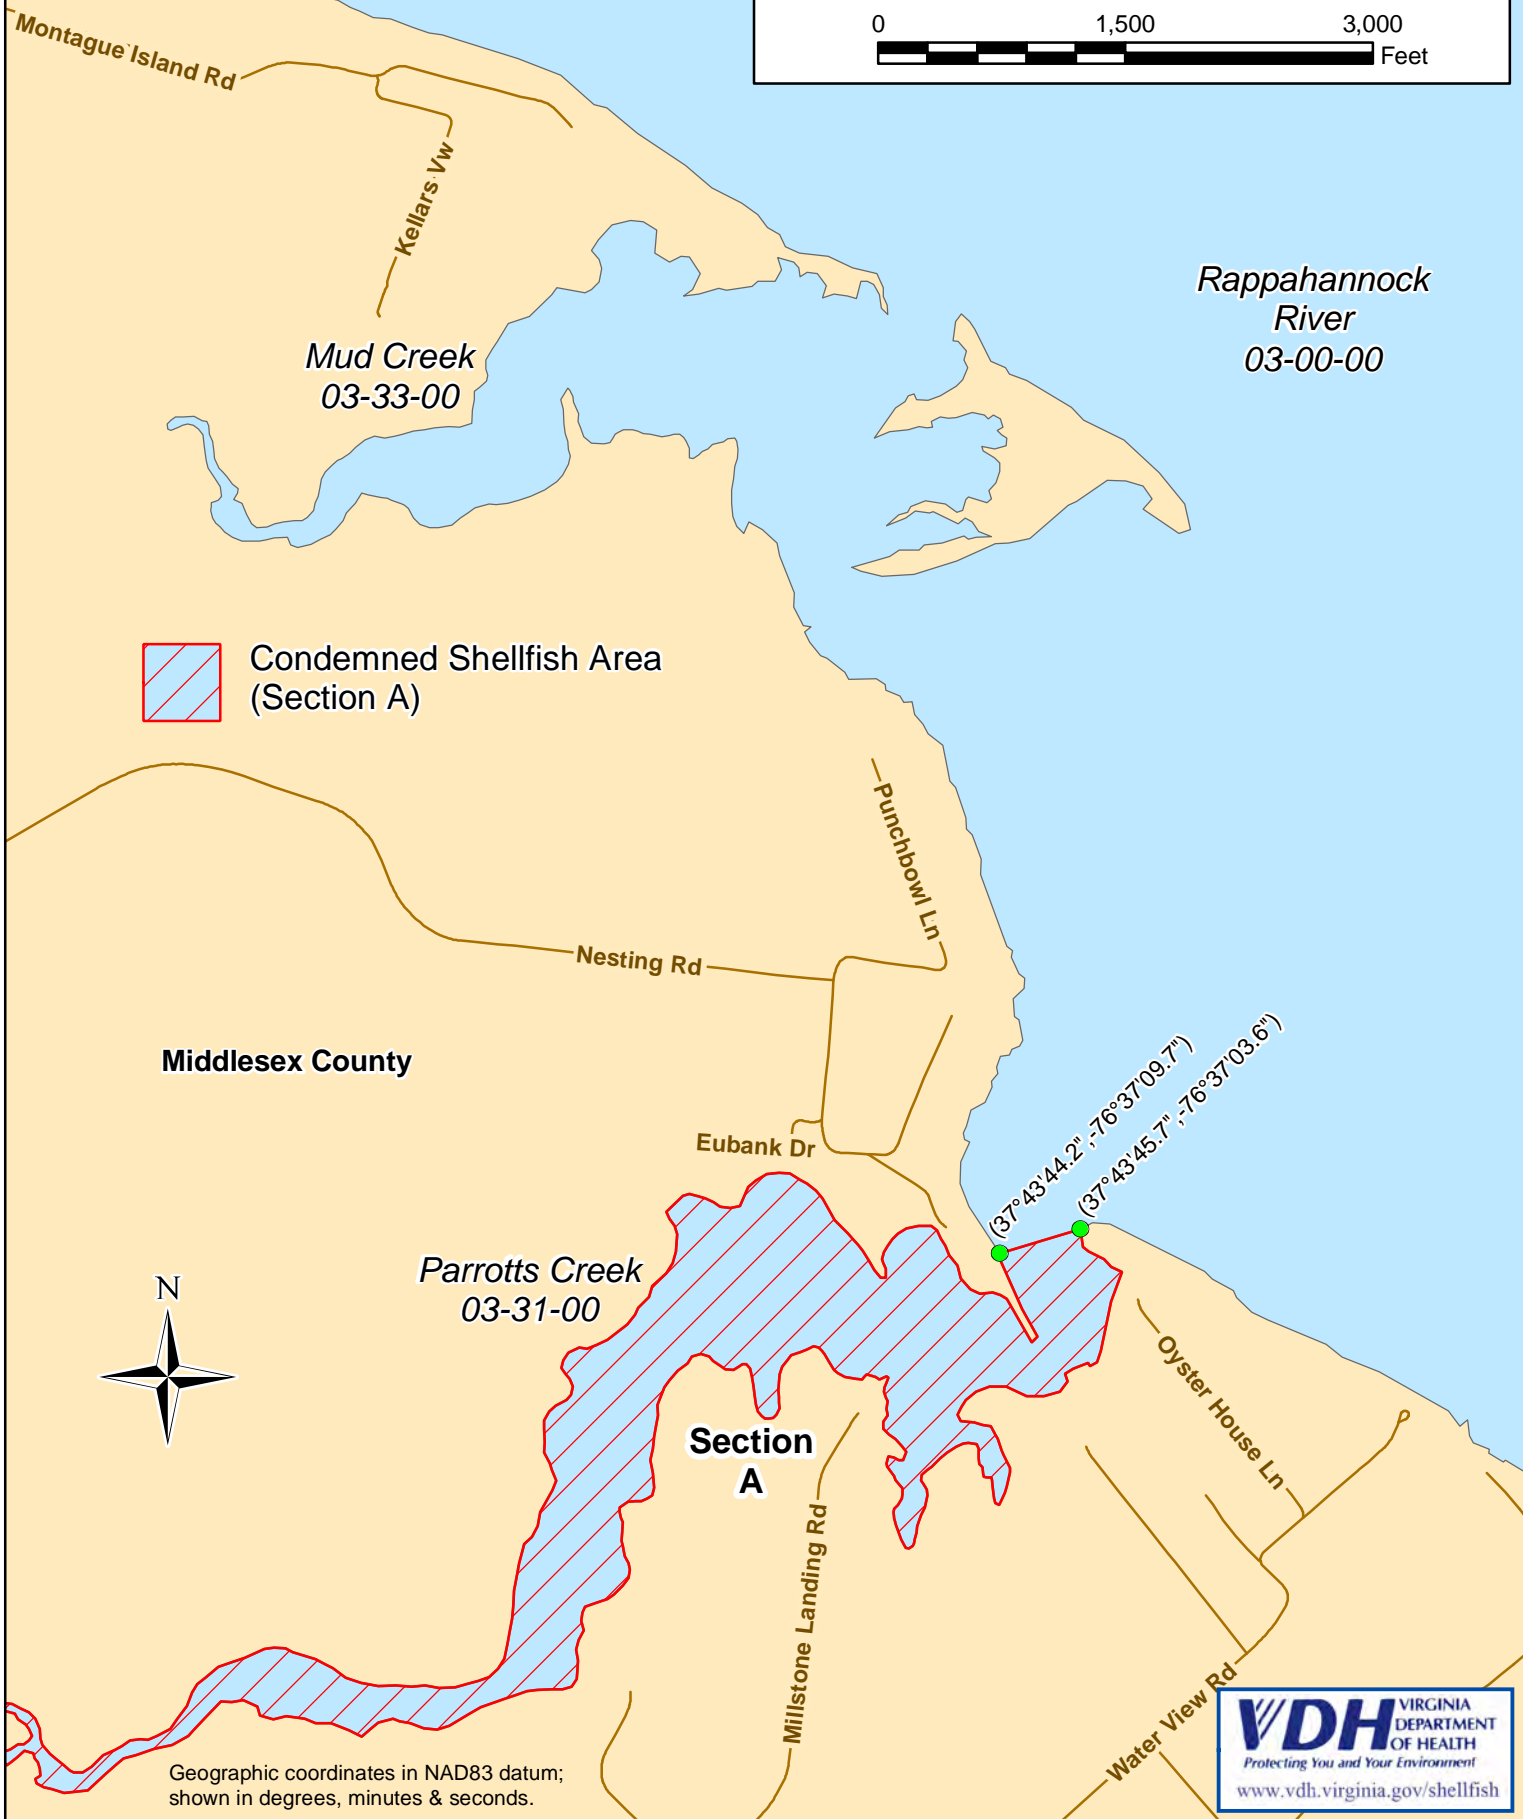 0 1,500 3,000
Feet
Montague Island Rd
Kellars Vw
Rappahannock
River
03-00-00
Mud Creek
03-33-00
Condemned Shellfish Area
(Section A)
Punchbowl Ln
Nesting Rd
Middlesex County
(37°43'44.2",-76°37'09.7")
(37°43'45.7",-76°37'03.6")
Eubank Dr
Parrotts Creek
03-31-00
N
Oyster House Ln
Section
A
Millstone Landing Rd
Water View Rd
VDH VIRGINIA
DEPARTMENT
OF HEALTH
Protecting You and Your Environment
www.vdh.virginia.gov/shellfish
Geographic coordinates in NAD83 datum;
shown in degrees, minutes & seconds.